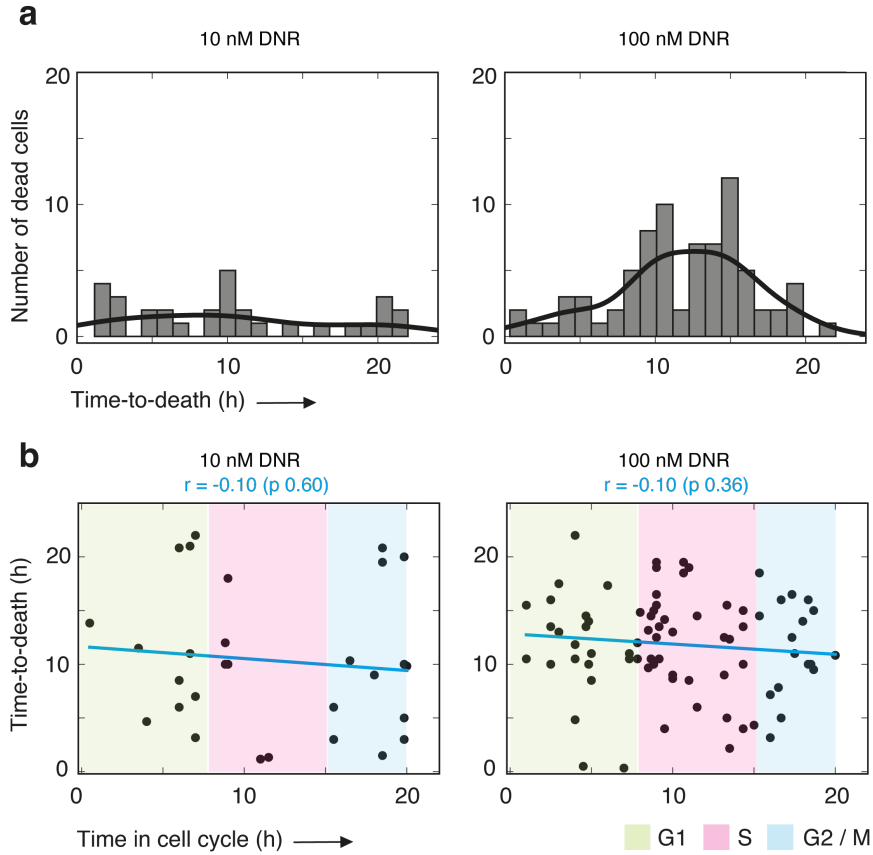 a
10 nM DNR
100 nM DNR
Number of dead cells
20
10
0
0
10
20
20
10
0
0
10
20
Time-to-death (h)
b
10 nM DNR
r = -0.10 (p 0.60)
100 nM DNR
r = -0.10 (p 0.36)
Time-to-death (h)
20
10
0
0
10
20
20
10
0
0
10
20
Time in cell cycle (h)
G1
S
G2 / M